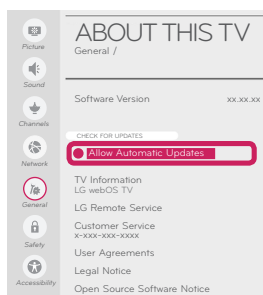 ABOUT THIS TV
General /
Picture
Sound
Software Version xx.xx.xx
Channels
CHECK FOR UPDATES
Allow Automatic Updates
Network
TV Information
LG webOS TV
General
LG Remote Service
Customer Service
x-xxx-xxx-xxxx
Safety
User Agreements
Legal Notice
Accessibility
Open Source Software Notice